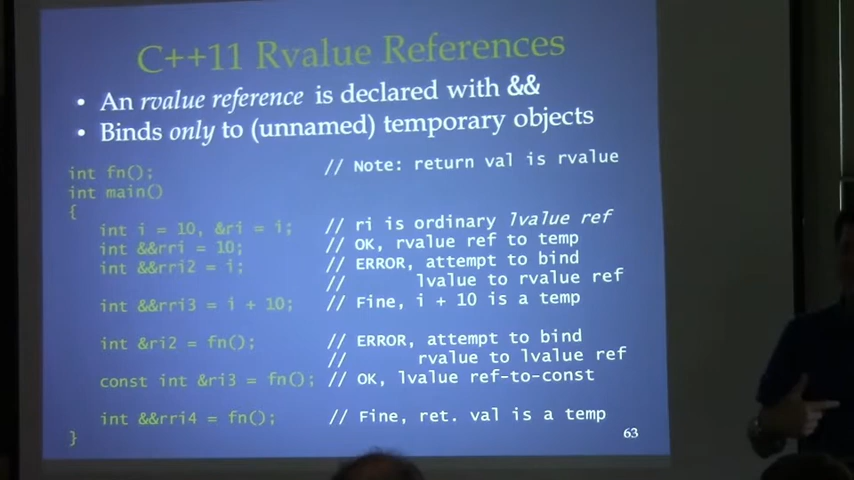 C++11 Rvalue References
• An rvalue reference is declared with &&
• Binds only to (unnamed) temporary objects
int fn(); // Note: return val is rvalue
int main()
{
int i = 10, &ri = i; // ri is ordinary lvalue ref
int &&rri = 10; // OK, rvalue ref to temp
int &&rri2 = i; // ERROR, attempt to bind
// lvalue to rvalue ref
int &&rri3 = i + 10; // Fine, i + 10 is a temp
int &ri2 = fn(); // ERROR, attempt to bind
// rvalue to lvalue ref
const int &ri3 = fn(); // OK, lvalue ref-to-const
int &&rri4 = fn(); // Fine, ret. val is a temp
}
63